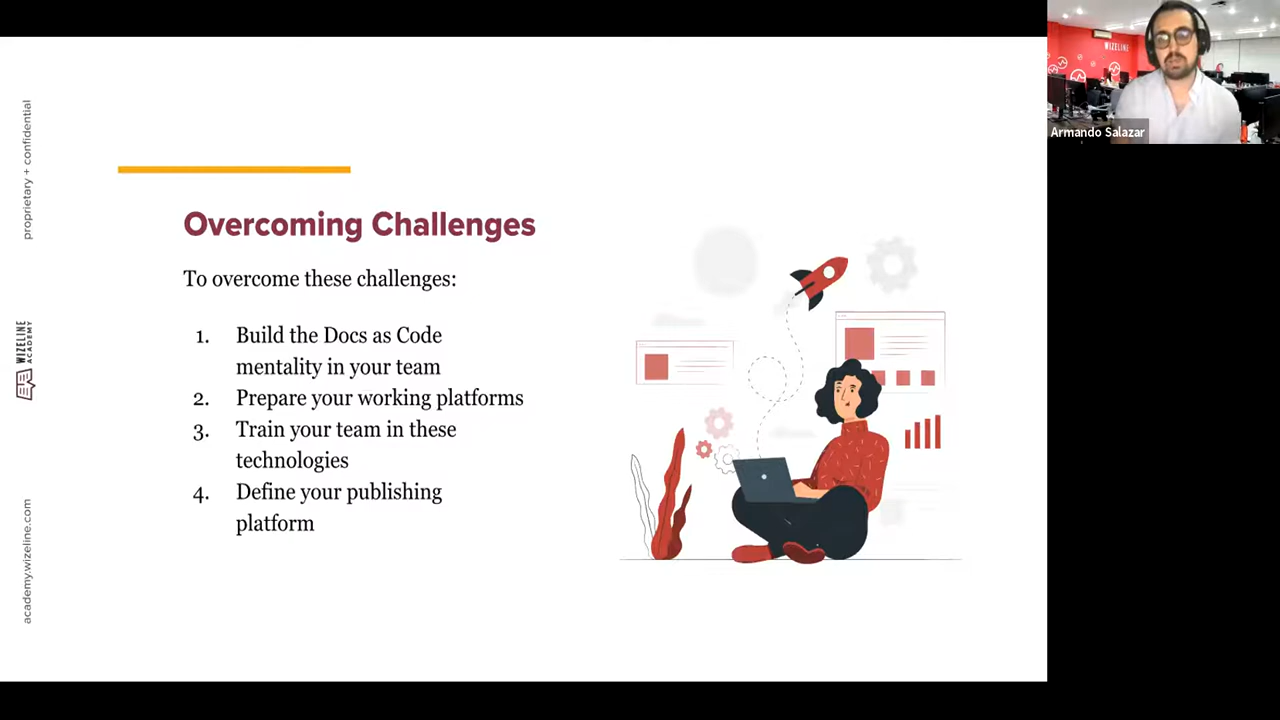 proprietary + confidential
WIZELINE
ACADEMY
academy.wizeline.com
Overcoming Challenges
To overcome these challenges:
1. Build the Docs as Code
mentality in your team
2. Prepare your working platforms
3. Train your team in these
technologies
4. Define your publishing
platform
WIZELINE
Armando Salazar